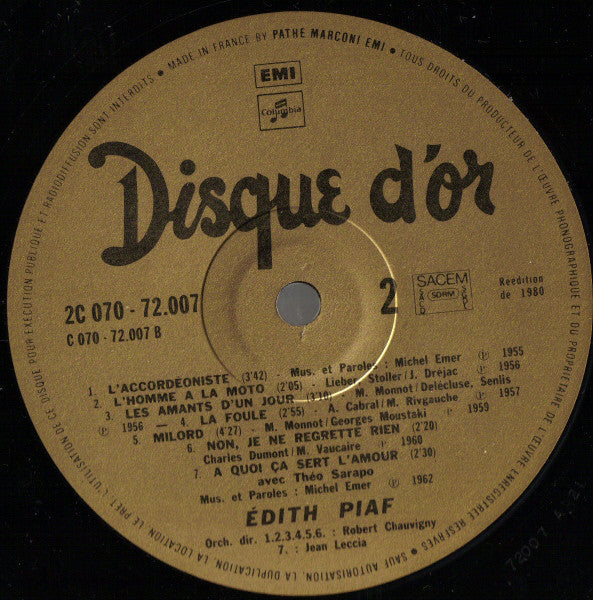 MADE IN FRANCE BY PATHE MARCONI EMI • TOUS DROITS DU PRODUCTEUR DE L'ŒUVRE PHONOGRAPHIQUE ET DU PROPRIÉTAIRE DE L'ŒUVRE ENREGISTRÉE RÉSERVÉS • SAUF AUTORISATION, LA DUPLICATION, LA LOCATION, LE PRÊT, L'UTILISATION DE CE DISQUE POUR EXÉCUTION PUBLIQUE ET RADIODIFFUSION SONT INTERDITS •
EMI
Columbia
Disque d'or
2C 070 - 72.007
C 070 - 72.007 B
2
SACEM
SDRM
Réédition
de 1980
1. L'ACCORDÉONISTE (3'42) - Mus. et Paroles : Michel Emer ℗ 1955
2. L'HOMME A LA MOTO (2'05) - Lieber, Stoller/J. Dréjac ℗ 1956
3. LES AMANTS D'UN JOUR (3'10) - M. Monnot/Delécluse, Senlis
℗ 1956 — 4. LA FOULE (2'55) - A. Cabral/M. Rivgauche ℗ 1957
5. MILORD (4'27) - M. Monnot/Georges Moustaki ℗ 1959
6. NON, JE NE REGRETTE RIEN (2'20)
Charles Dumont/M. Vaucaire ℗ 1960
7. A QUOI ÇA SERT L'AMOUR (2'30)
avec Théo Sarapo
Mus. et Paroles : Michel Emer ℗ 1962
ÉDITH PIAF
Orch. dir. 1.2.3.4.5.6. : Robert Chauvigny
7. : Jean Leccia